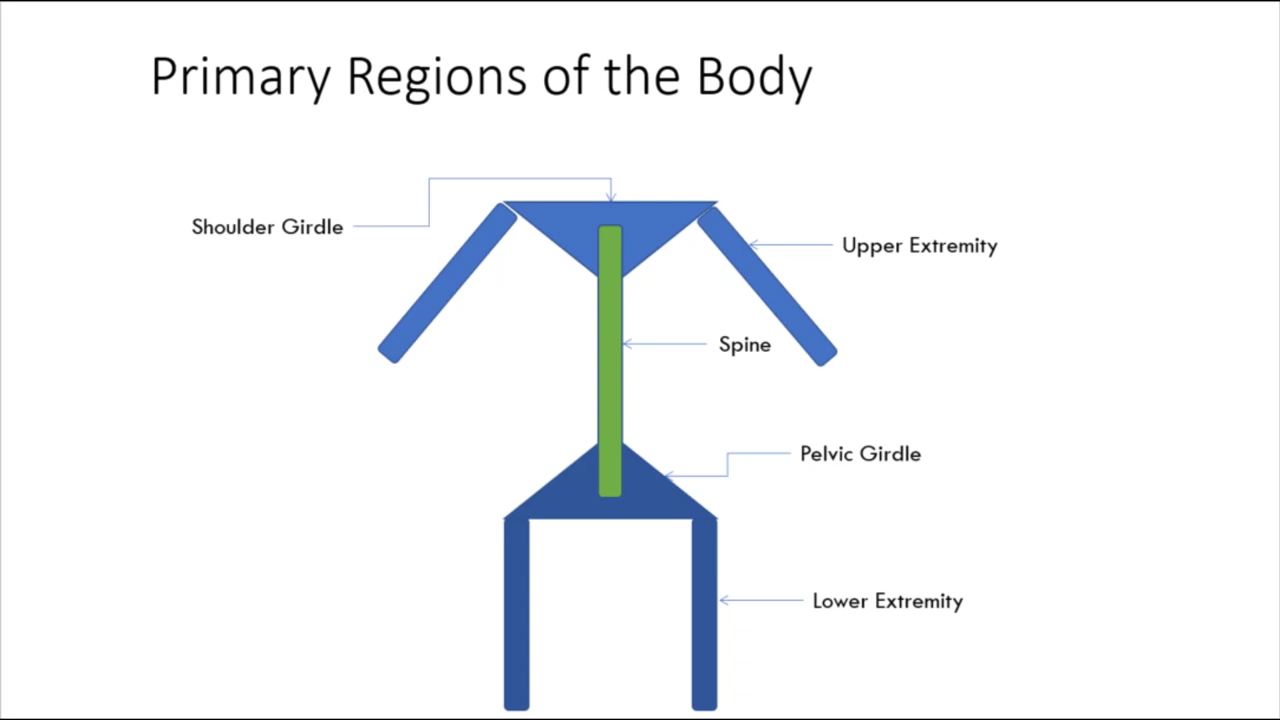 Primary Regions of the Body
Shoulder Girdle
Upper Extremity
Spine
Pelvic Girdle
Lower Extremity